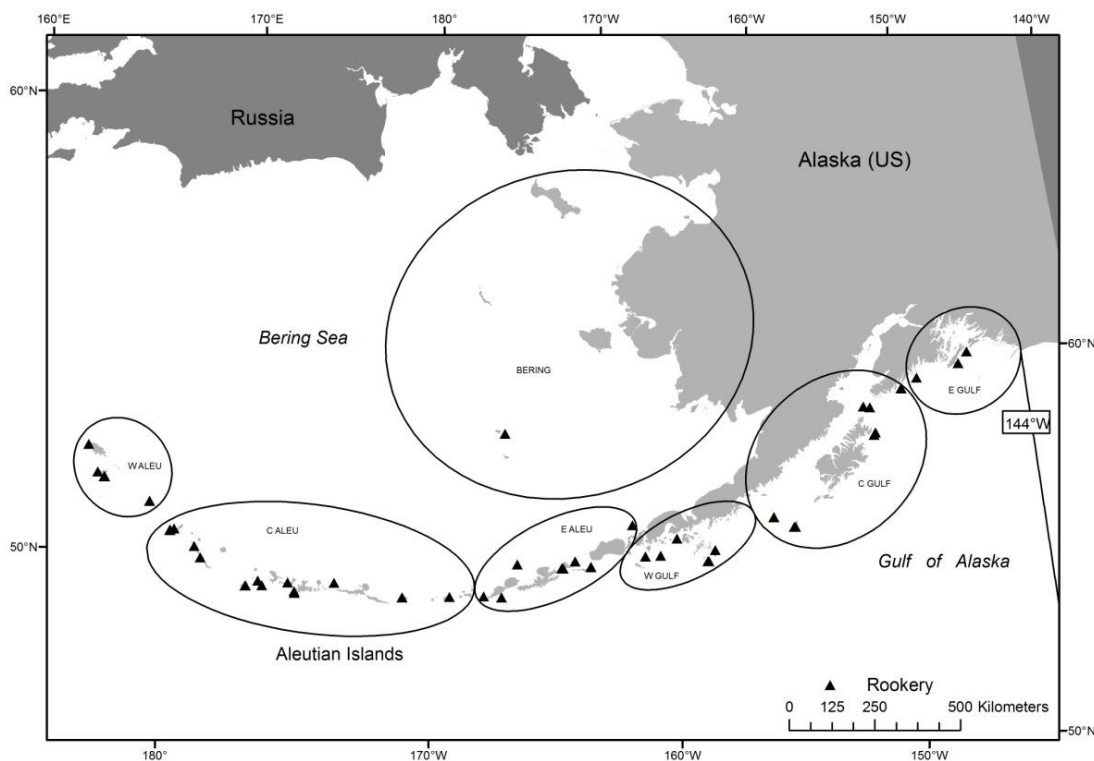 160°E 170°E 180° 170°W 160°W 150°W 140°W
60°N
Russia
Alaska (US)
Bering Sea
60°N
BERING
E GULF
144°W
W ALEU
C GULF
C ALEU
E ALEU
50°N
W GULF
Gulf of Alaska
Aleutian Islands
Rookery
0 125 250 500 Kilometers
50°N
180° 170°W 160°W 150°W